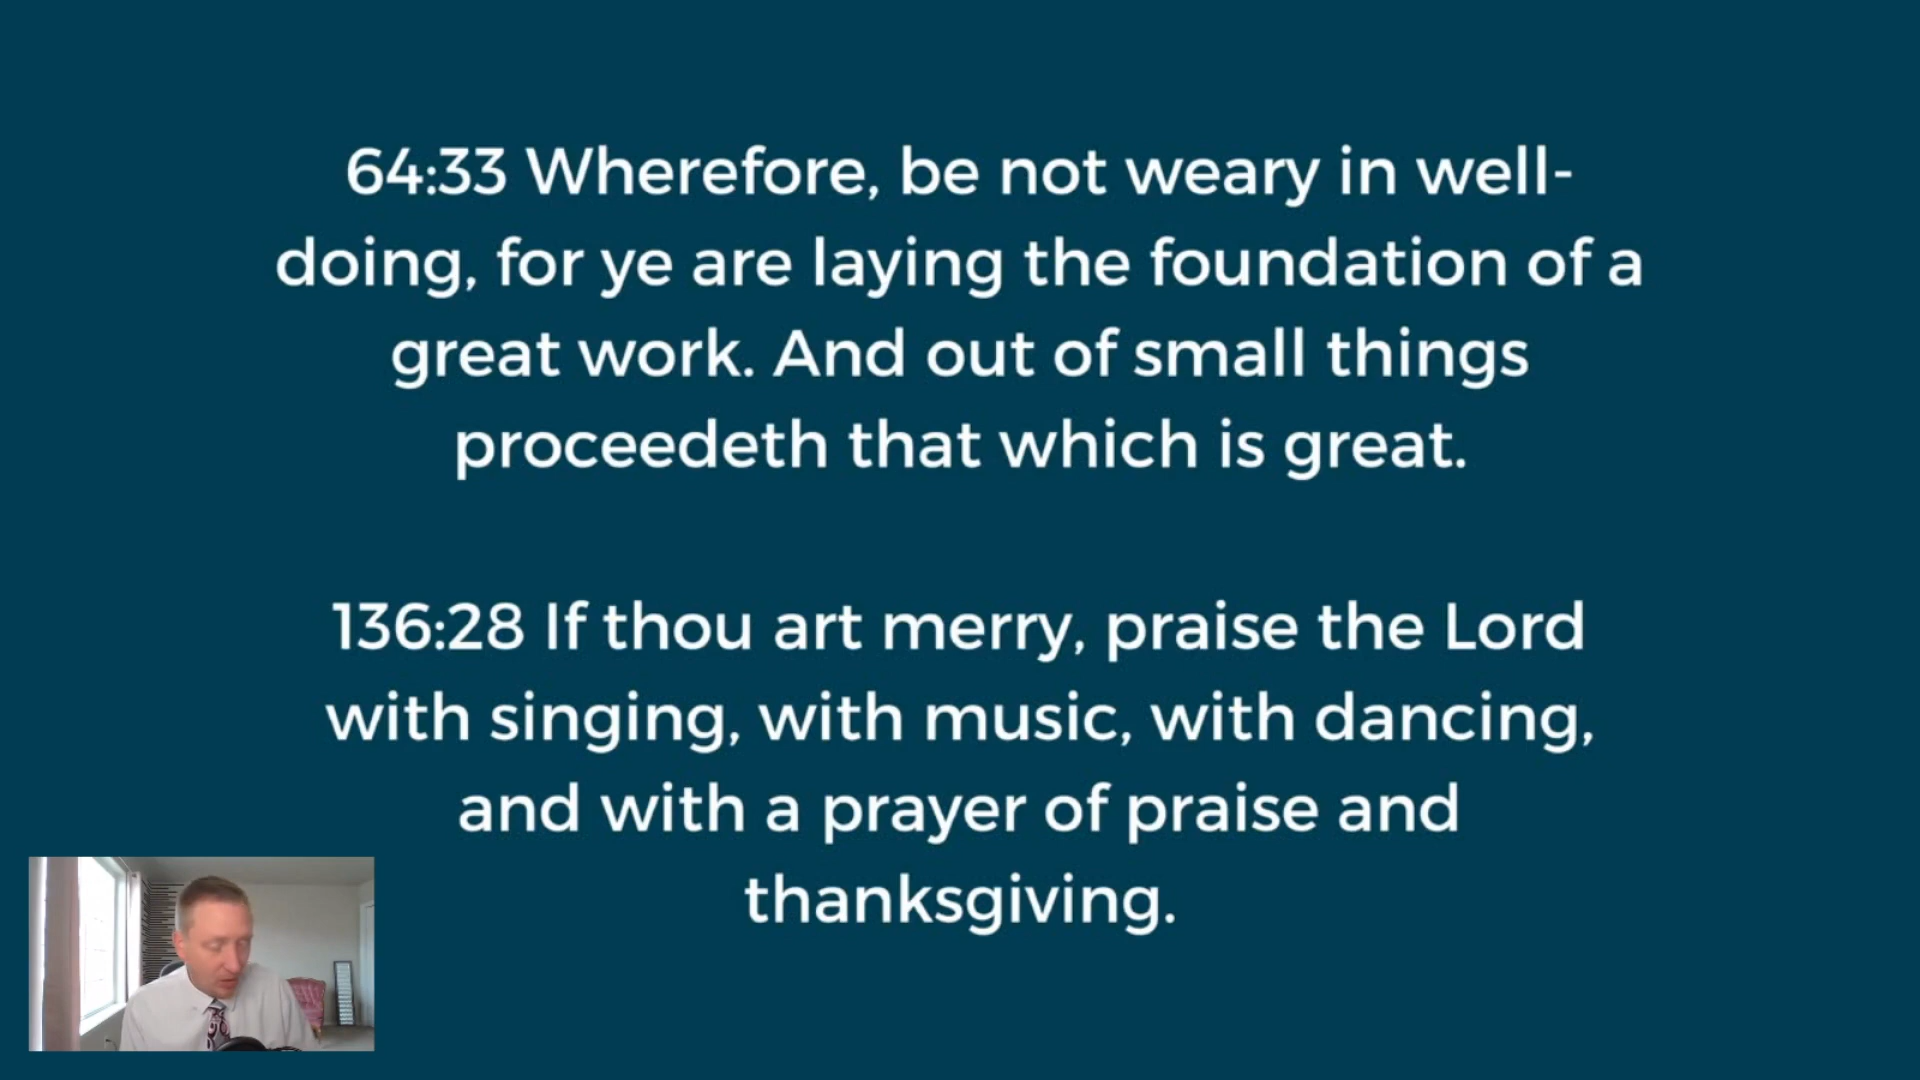 64:33 Wherefore, be not weary in well-
doing, for ye are laying the foundation of a
great work. And out of small things
proceedeth that which is great.
136:28 If thou art merry, praise the Lord
with singing, with music, with dancing,
and with a prayer of praise and
thanksgiving.